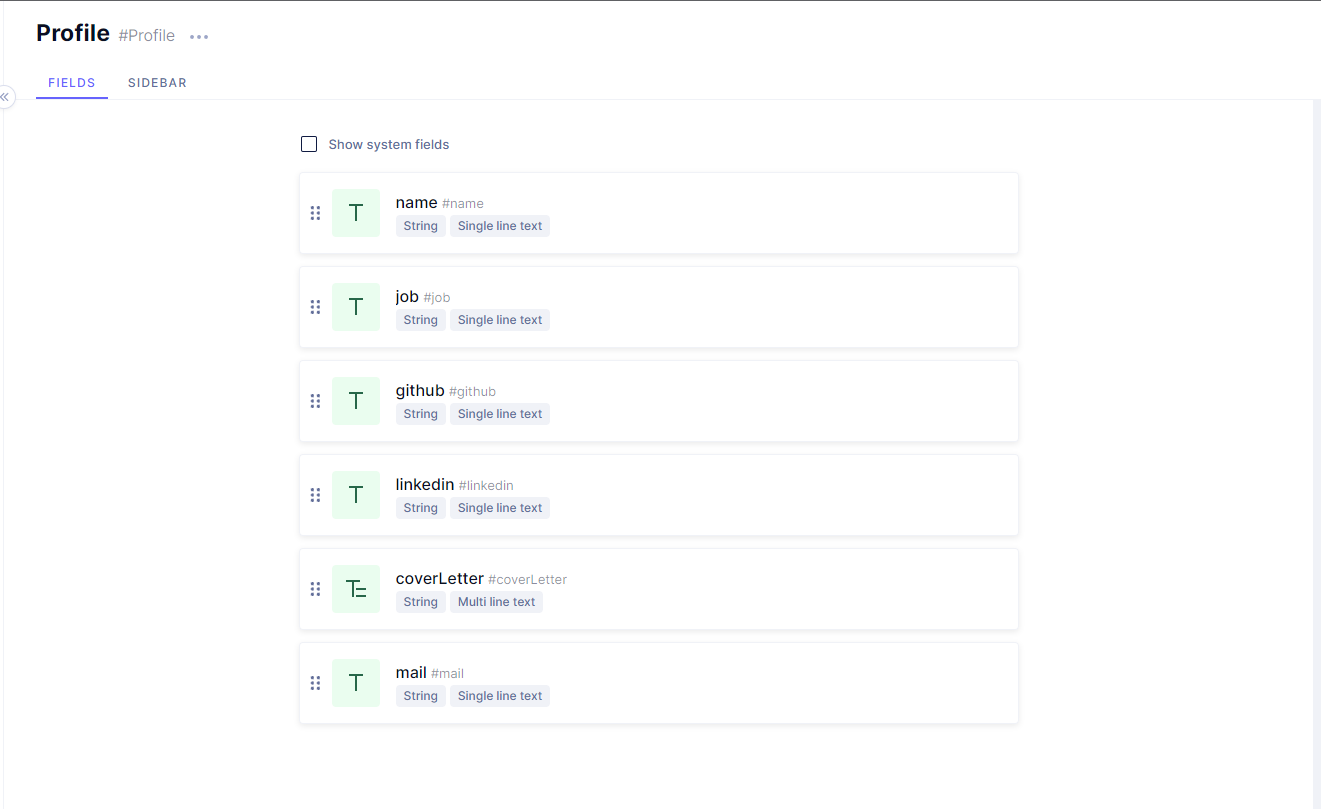 Profile #Profile
FIELDS SIDEBAR
Show system fields
name #name
String Single line text
job #job
String Single line text
github #github
String Single line text
linkedin #linkedin
String Single line text
coverLetter #coverLetter
String Multi line text
mail #mail
String Single line text